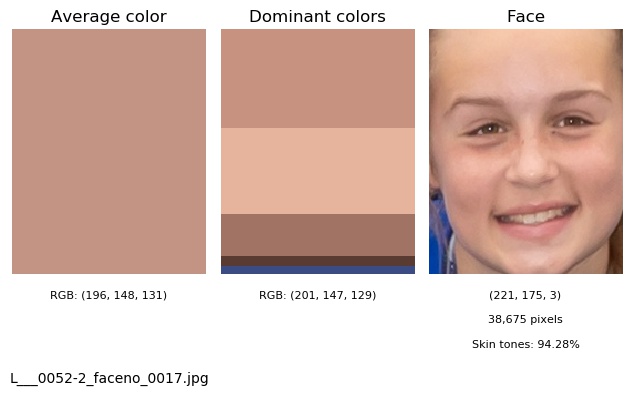 Average color
Dominant colors
Face
RGB: (196, 148, 131)
RGB: (201, 147, 129)
(221, 175, 3)
38,675 pixels
Skin tones: 94.28%
L___0052-2_faceno_0017.jpg